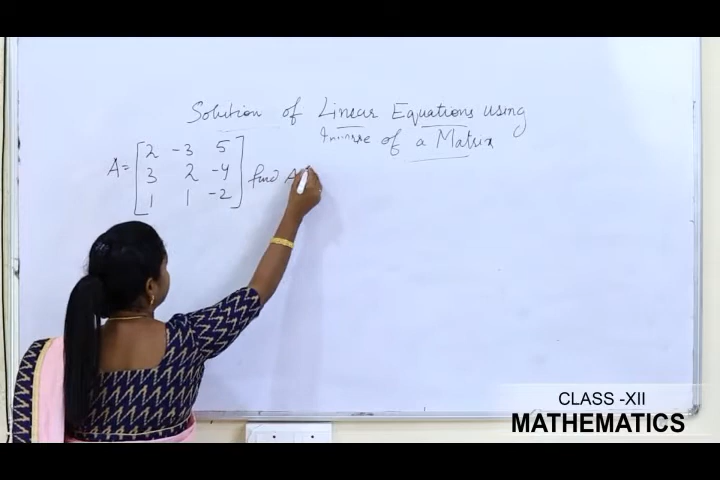 Solution of Linear Equations using
Inverse of a Matrix
A = [ 2 -3 5
3 2 -4
1 1 -2 ] find A
CLASS -XII
MATHEMATICS